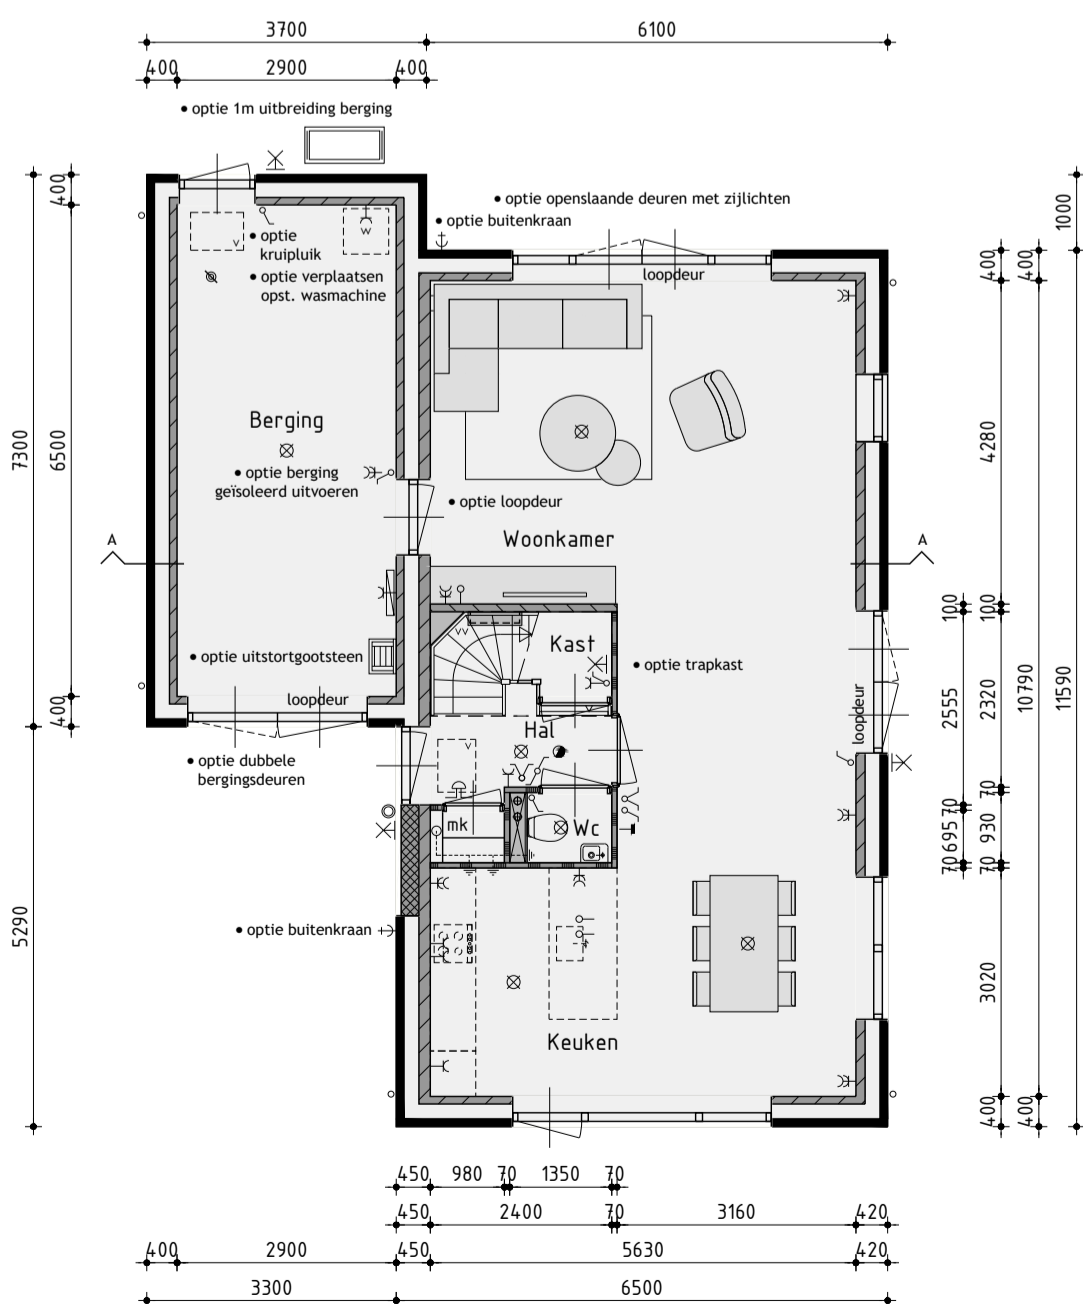 3700
6100
400
2900
400
• optie 1m uitbreiding berging
• optie openslaande deuren met zijlichten
• optie buitenkraan
loopdeur
• optie
kruipluik
• optie verplaatsen
opst. wasmachine
W
v
Berging
• optie berging
geïsoleerd uitvoeren
• optie loopdeur
Woonkamer
A
A
Kast
• optie trapkast
• optie uitstortgootsteen
loopdeur
vv
v
Hal
v
loopdeur
• optie dubbele
bergingsdeuren
mk
Wc
• optie buitenkraan
Keuken
400
7300
6500
400
5290
1000
400
400
4280
100
100
2555
2320
10790
11590
70
70
695
930
70
70
3020
400
400
450
980
70
1350
70
450
2400
70
3160
420
400
2900
450
5630
420
3300
6500